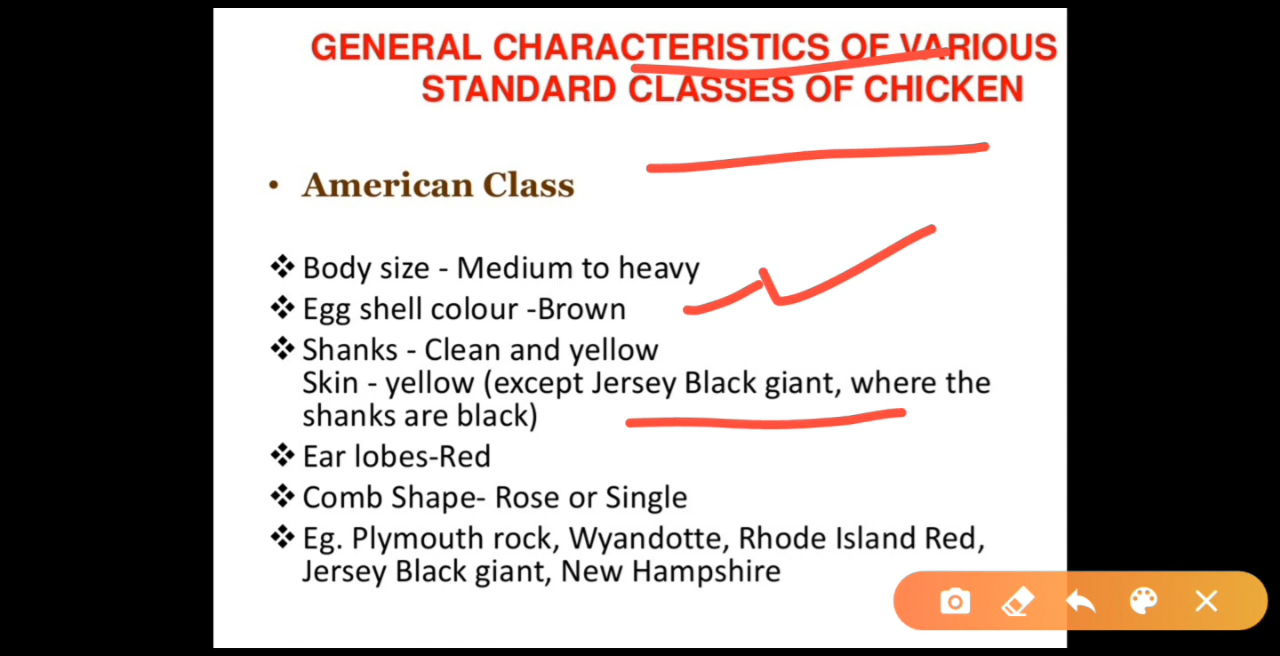 GENERAL CHARACTERISTICS OF VARIOUS
STANDARD CLASSES OF CHICKEN
• American Class
❖ Body size - Medium to heavy
❖ Egg shell colour -Brown
❖ Shanks - Clean and yellow
Skin - yellow (except Jersey Black giant, where the
shanks are black)
❖ Ear lobes-Red
❖ Comb Shape- Rose or Single
❖ Eg. Plymouth rock, Wyandotte, Rhode Island Red,
Jersey Black giant, New Hampshire